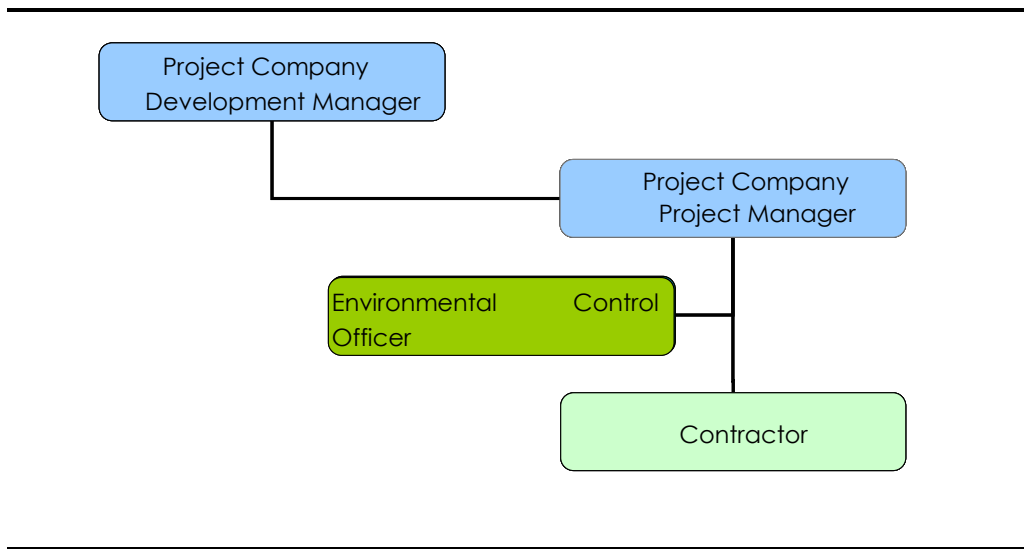 Project Company
Development Manager
Project Company
Project Manager
Environmental Control
Officer
Contractor